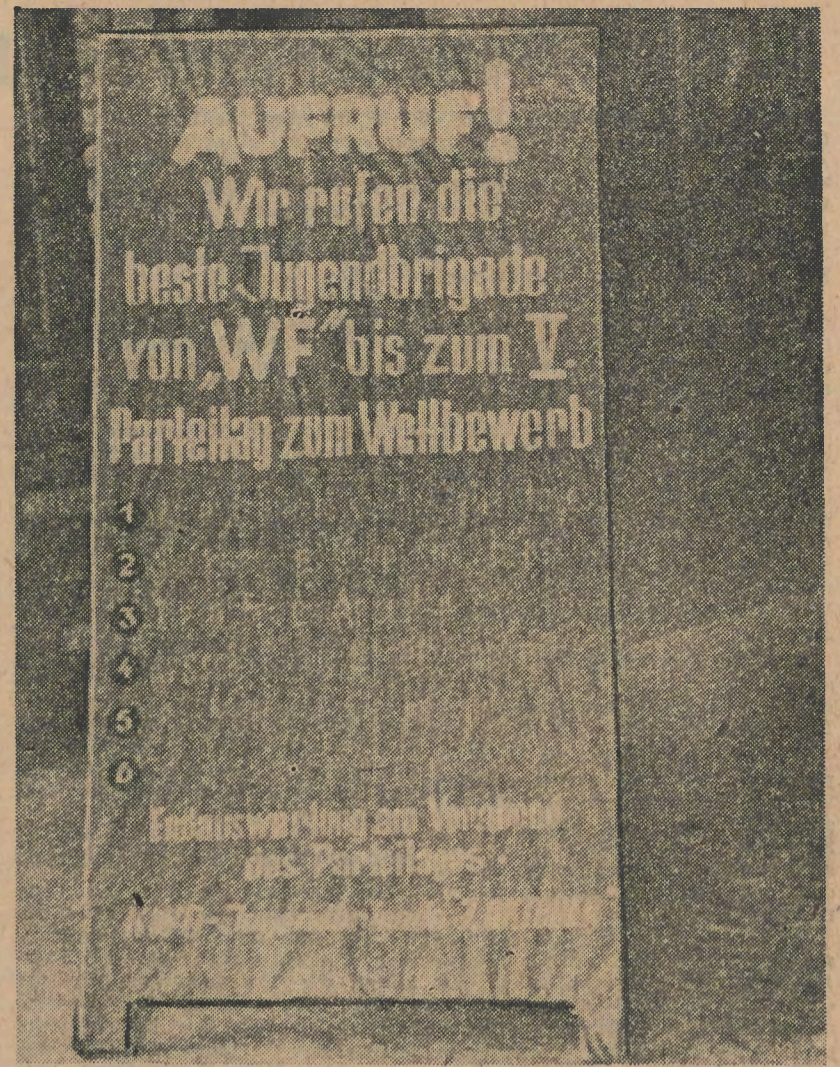 AUFRUF!
Wir rufen die
beste Jugendbrigade
von „WF” bis zum V.
Parteitag zum Wettbewerb
1
2
3
4
5
6
Endauswertung am Vorabend
des Parteitages